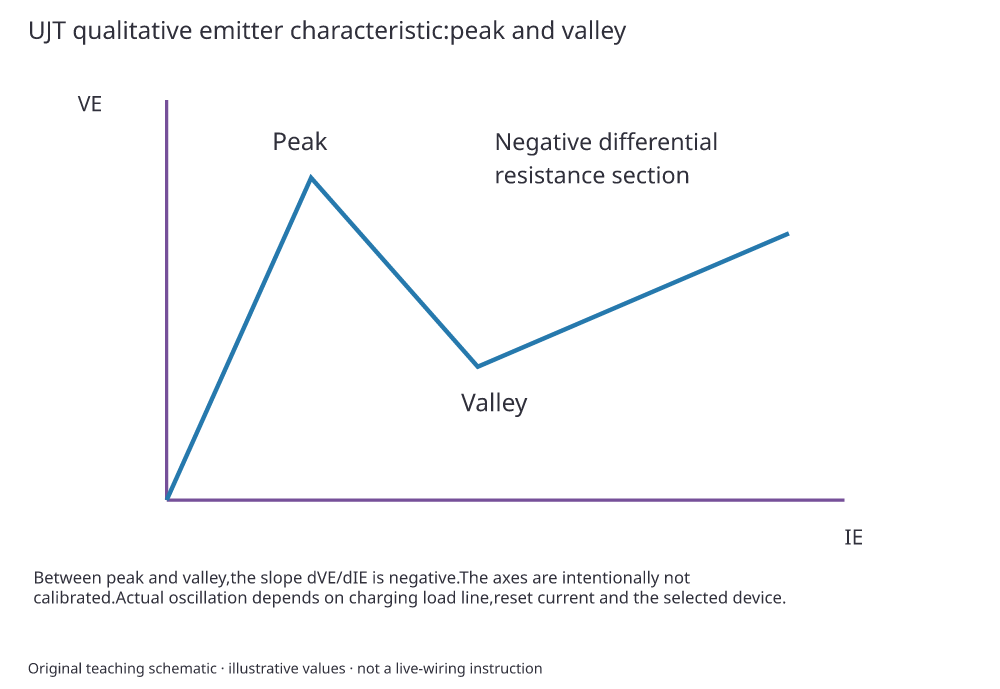 UJT qualitative emitter characteristic:peak and valley
VE
Peak
Negative differential
resistance section
Valley
IE
Between peak and valley,the slope dVE/dIE is negative.The axes are intentionally not
calibrated.Actual oscillation depends on charging load line,reset current and the selected device.
Original teaching schematic · illustrative values · not a live-wiring instruction